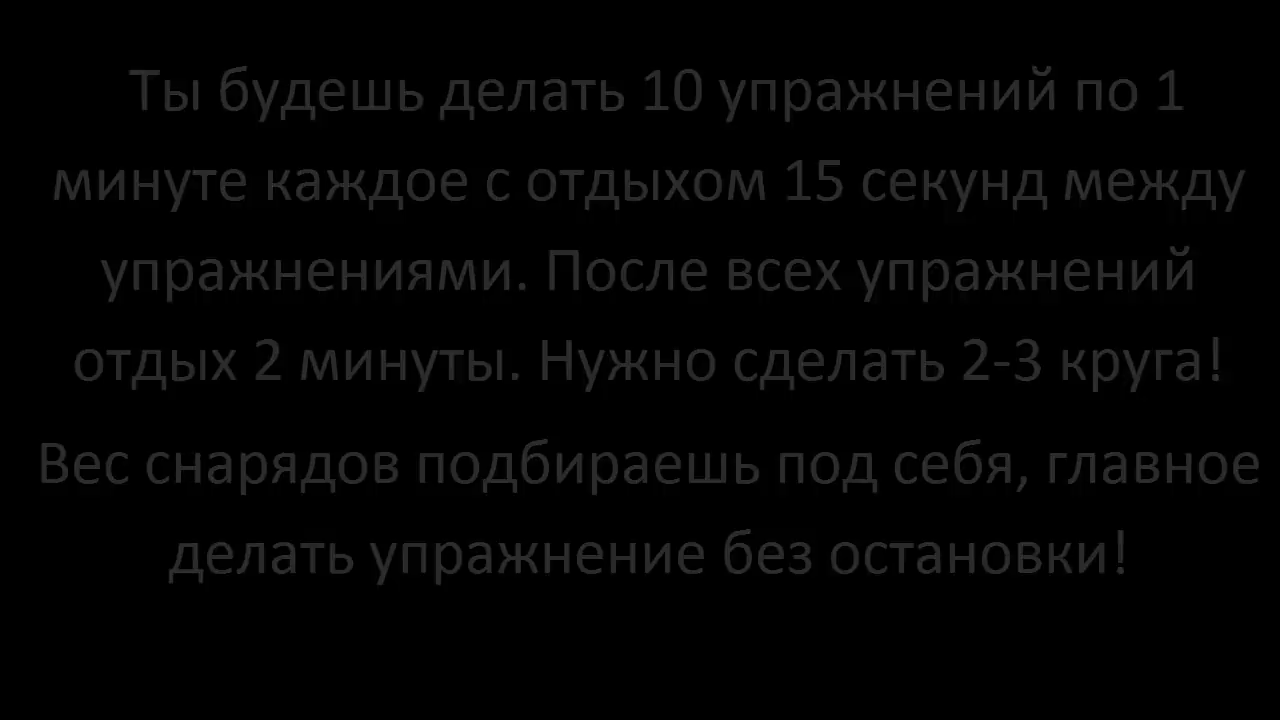 Ты будешь делать 10 упражнений по 1
минуте каждое с отдыхом 15 секунд между
упражнениями. После всех упражнений
отдых 2 минуты. Нужно сделать 2-3 круга!
Вес снарядов подбираешь под себя, главное
делать упражнение без остановки!